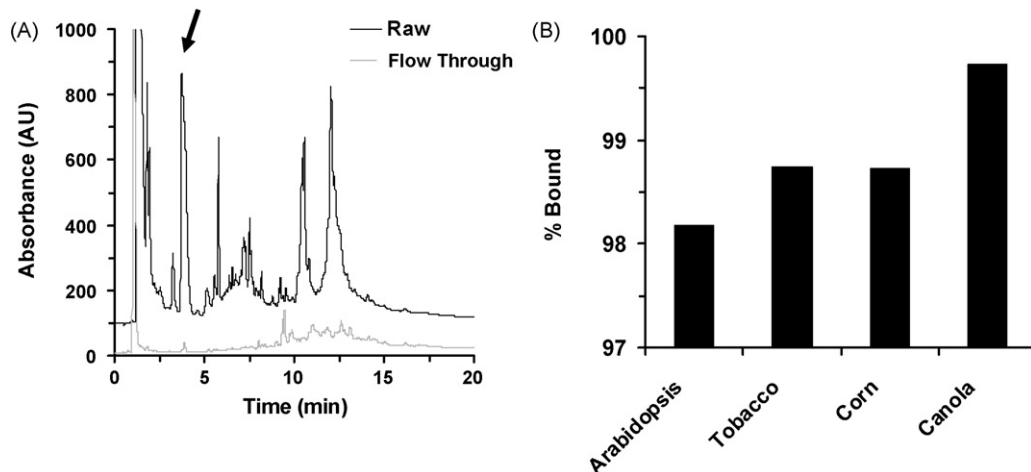 (A)
1000
800
600
400
200
0
Absorbance (AU)
0 5 10 15 20
Time (min)
Raw
Flow Through
(B)
100
99
98
97
% Bound
Arabidopsis
Tobacco
Corn
Canola